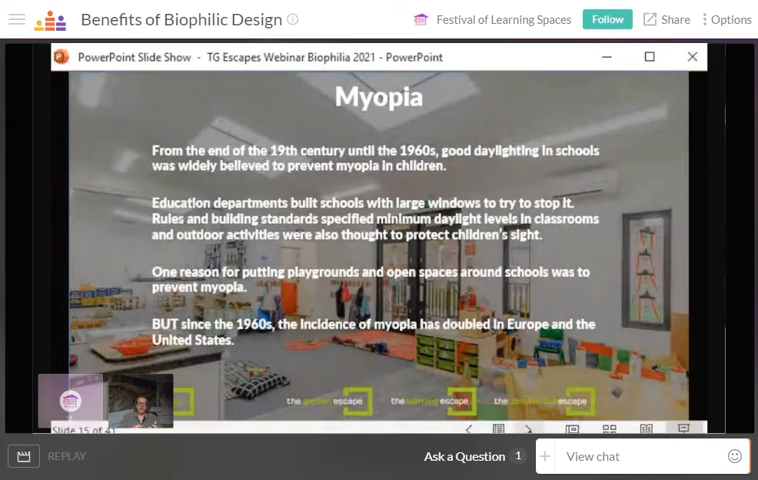 Benefits of Biophilic Design
Festival of Learning Spaces
Follow
Share
Options
PowerPoint Slide Show - TG Escapes Webinar Biophilia 2021 - PowerPoint
Myopia
From the end of the 19th century until the 1960s, good daylighting in schools
was widely believed to prevent myopia in children.
Education departments built schools with large windows to try to stop it.
Rules and building standards specified minimum daylight levels in classrooms
and outdoor activities were also thought to protect children's sight.
One reason for putting playgrounds and open spaces around schools was to
prevent myopia.
BUT since the 1960s, the incidence of myopia has doubled in Europe and the
United States.
the garden escape
the learning escape
the escape
Slide 15 of 41
REPLAY
Ask a Question 1
View chat